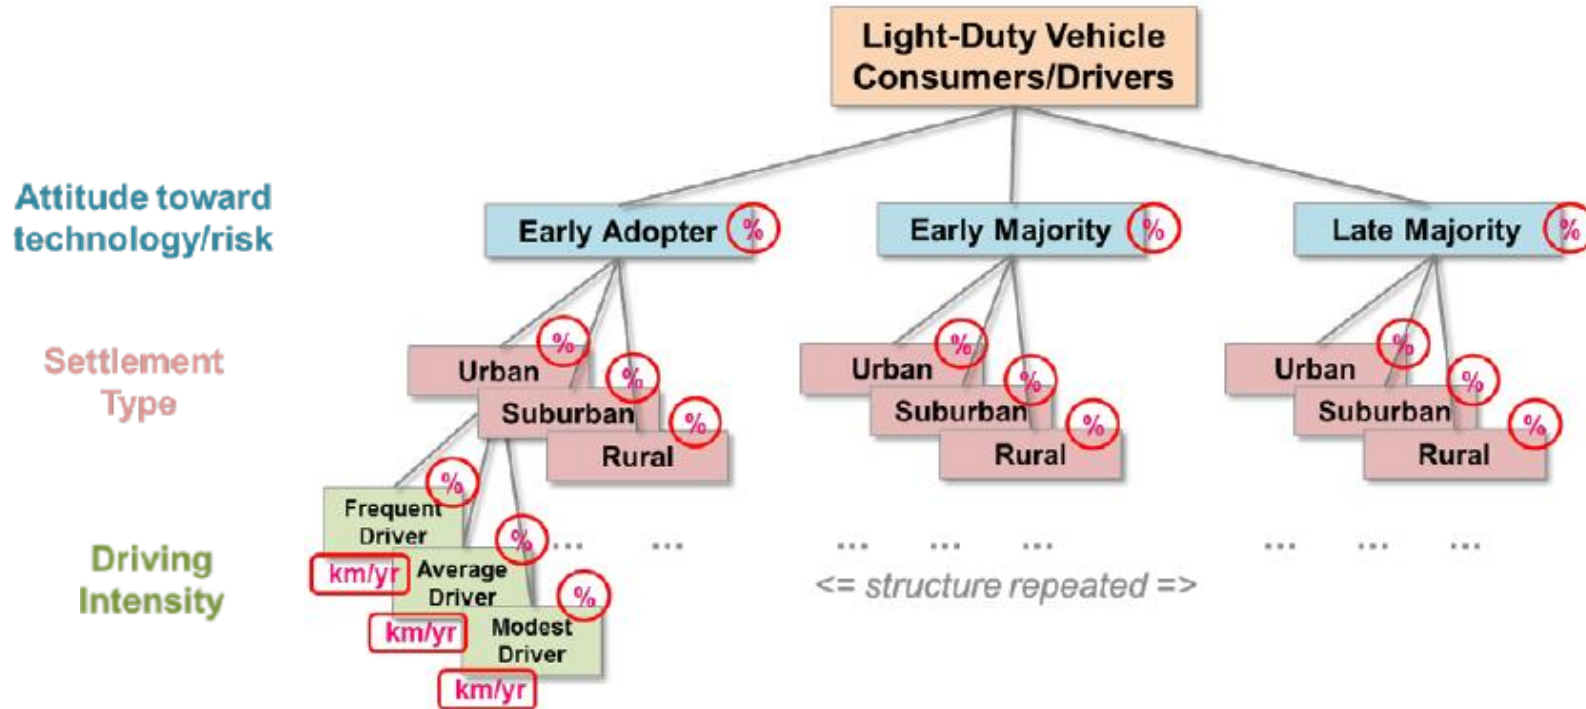 Light-Duty Vehicle
Consumers/Drivers
Attitude toward
technology/risk
Early Adopter %
Early Majority %
Late Majority %
Settlement
Type
Urban %
Suburban %
Rural %
Urban %
Suburban %
Rural %
Urban %
Suburban %
Rural %
Driving
Intensity
Frequent
Driver
%
km/yr
Average
Driver
%
km/yr
Modest
Driver
%
km/yr
... ...
... ... ...
... ... ...
<= structure repeated =>